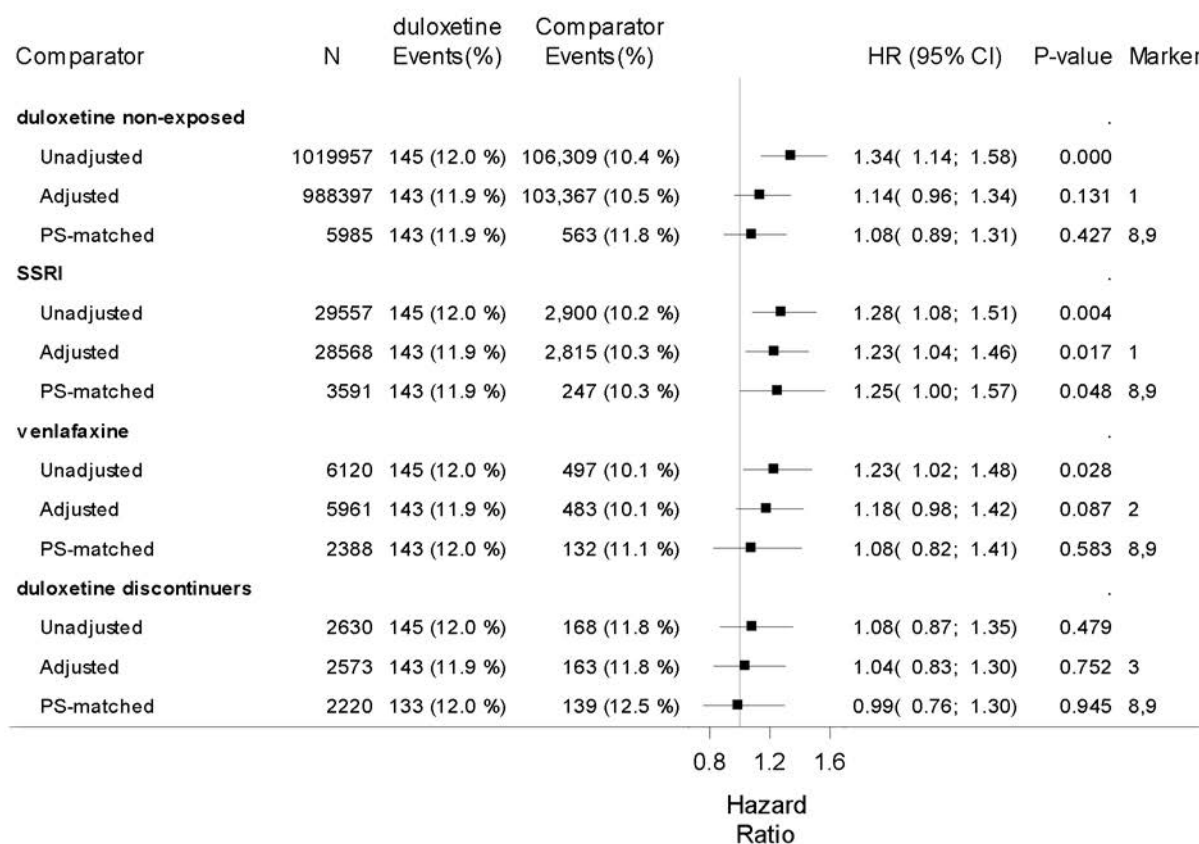 duloxetine Comparator
Comparator N Events(%) Events(%) HR (95% CI) P-value Marker
duloxetine non-exposed .
Unadjusted 1019957 145 (12.0 %) 106,309 (10.4 %) 1.34( 1.14; 1.58) 0.000
Adjusted 988397 143 (11.9 %) 103,367 (10.5 %) 1.14( 0.96; 1.34) 0.131 1
PS-matched 5985 143 (11.9 %) 563 (11.8 %) 1.08( 0.89; 1.31) 0.427 8,9
SSRI .
Unadjusted 29557 145 (12.0 %) 2,900 (10.2 %) 1.28( 1.08; 1.51) 0.004
Adjusted 28568 143 (11.9 %) 2,815 (10.3 %) 1.23( 1.04; 1.46) 0.017 1
PS-matched 3591 143 (11.9 %) 247 (10.3 %) 1.25( 1.00; 1.57) 0.048 8,9
venlafaxine .
Unadjusted 6120 145 (12.0 %) 497 (10.1 %) 1.23( 1.02; 1.48) 0.028
Adjusted 5961 143 (11.9 %) 483 (10.1 %) 1.18( 0.98; 1.42) 0.087 2
PS-matched 2388 143 (12.0 %) 132 (11.1 %) 1.08( 0.82; 1.41) 0.583 8,9
duloxetine discontinuers .
Unadjusted 2630 145 (12.0 %) 168 (11.8 %) 1.08( 0.87; 1.35) 0.479
Adjusted 2573 143 (11.9 %) 163 (11.8 %) 1.04( 0.83; 1.30) 0.752 3
PS-matched 2220 133 (12.0 %) 139 (12.5 %) 0.99( 0.76; 1.30) 0.945 8,9
0.8 1.2 1.6
Hazard
Ratio